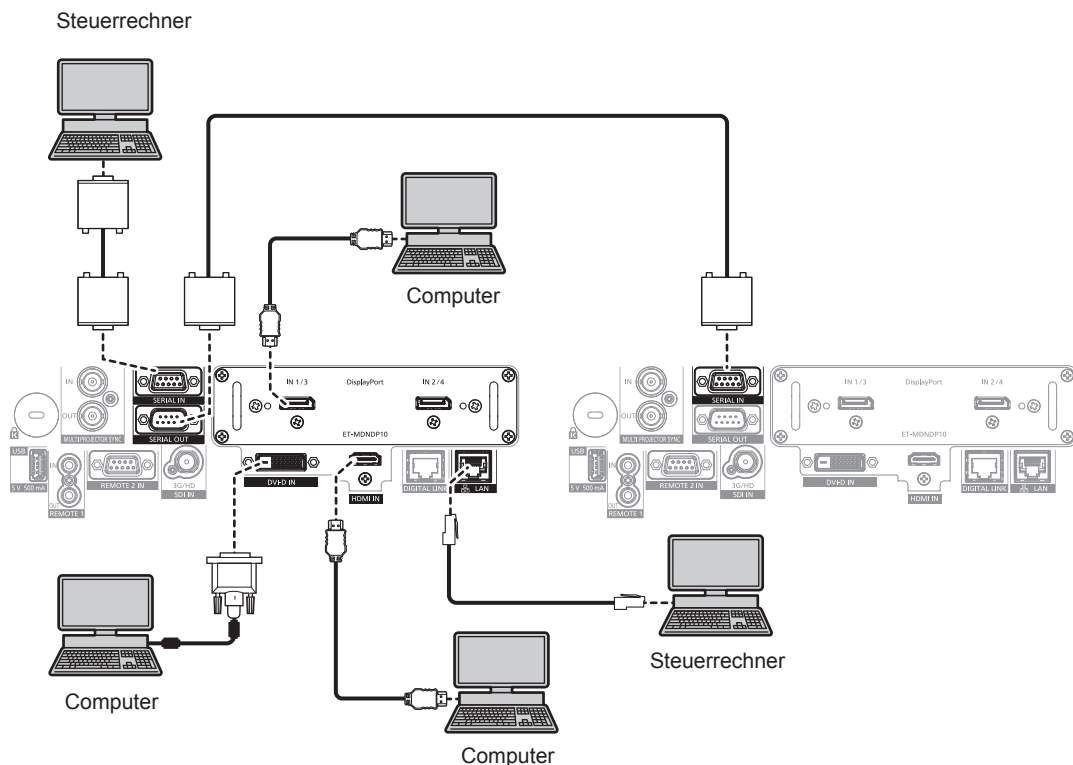 Steuerrechner
Computer
IN
OUT
MULTI PROJECTOR SYNC
SERIAL IN
SERIAL OUT
IN 1/3
DisplayPort
IN 2/4
ET-MDNDP10
USB
5 V 500 mA
IN
OUT
REMOTE 1
REMOTE 2 IN
3G/HD
SDI IN
DVI-D IN
HDMI IN
DIGITAL LINK
LAN
IN
OUT
MULTI PROJECTOR SYNC
SERIAL IN
SERIAL OUT
IN 1/3
DisplayPort
IN 2/4
ET-MDNDP10
USB
5 V 500 mA
IN
OUT
REMOTE 1
REMOTE 2 IN
3G/HD
SDI IN
DVI-D IN
HDMI IN
DIGITAL LINK
LAN
Computer
Steuerrechner
Computer